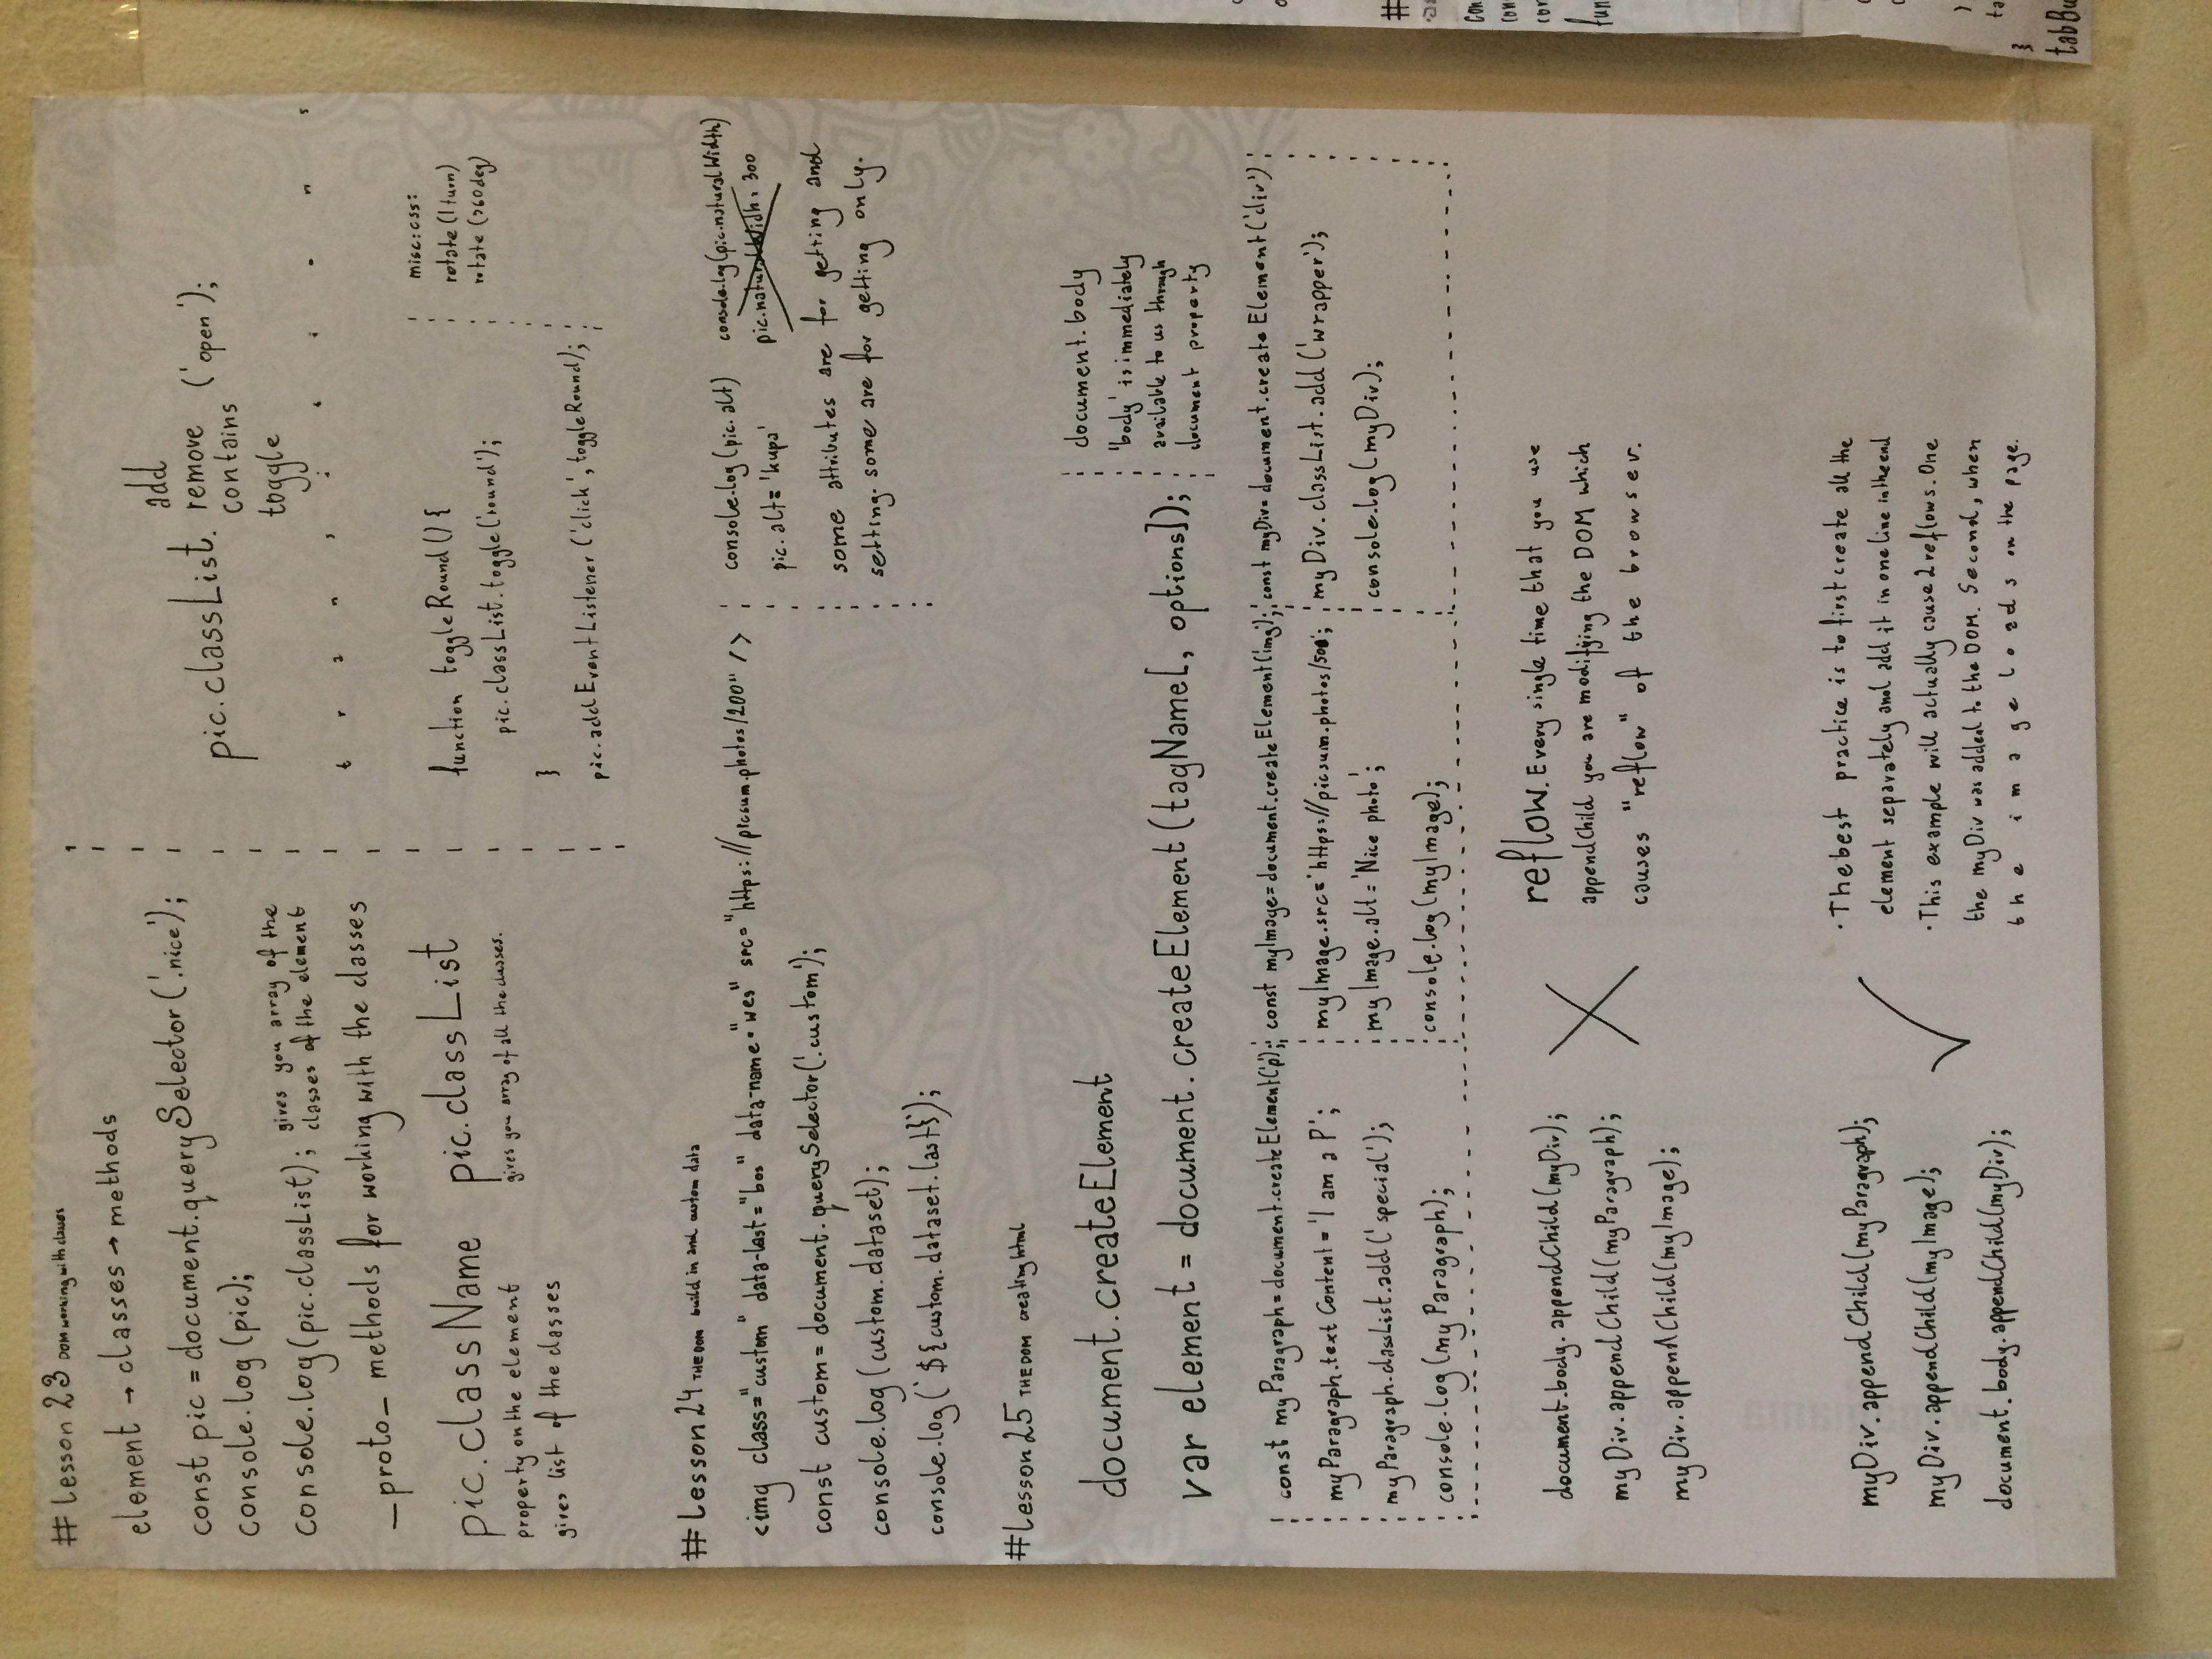 # Lesson 23 DOM working with classes
element → classes → methods
const pic = document.querySelector('.nice');
console.log(pic);
console.log(pic.classList); gives you array of the
classes of the element
_proto_ methods for working with the classes
pic.className pic.classList
property on the element
gives list of the classes
gives you array of all the classes.
add
pic.classList. remove ('open');
contains
toggle
t r a n s i t i o n s
function toggleRound() {
pic.classList.toggle('round');
}
pic.addEventListener('click', toggleRound);
misc:css:
rotate (1turn)
rotate (360deg)
# Lesson 24 THE DOM build in and custom data
<img class="custom" data-last="bos" data-name="wes" src="https://picsum.photos/200" />
const custom = document.querySelector('.custom');
console.log(custom.dataset);
console.log(`${custom.dataset.last}`);
console.log(pic.alt) console.log(pic.naturalWidth)
pic.alt='kupa' pic.naturalWidth = 300
some attributes are for getting and
setting. some are for getting only.
# Lesson 25 THE DOM creating html
document.createElement
var element = document.createElement(tagName[, options]);
document.body
'body' is immediately
available to us through
document property
const myParagraph = document.createElement('p');
myParagraph.textContent = 'I am a P';
myParagraph.classList.add('special');
console.log(myParagraph);
const myImage = document.createElement('img');
myImage.src='https://picsum.photos/500';
myImage.alt='Nice photo';
console.log(myImage);
const myDiv = document.createElement('div')
myDiv.classList.add('wrapper');
console.log(myDiv);
document.body.appendChild(myDiv);
myDiv.appendChild(myParagraph);
myDiv.appendChild(myImage);
reflow. Every single time that you use
appendChild you are modifying the DOM which
causes "reflow" of the browser.
myDiv.appendChild(myParagraph);
myDiv.appendChild(myImage);
document.body.appendChild(myDiv);
· The best practice is to first create all the
element separately and add it in one line in the end
· This example will actually cause 2 reflows. One
the myDiv was added to the DOM. Second, when
the image loads on the page.
#
con
con
con
fun
)
ta
}
tabBu